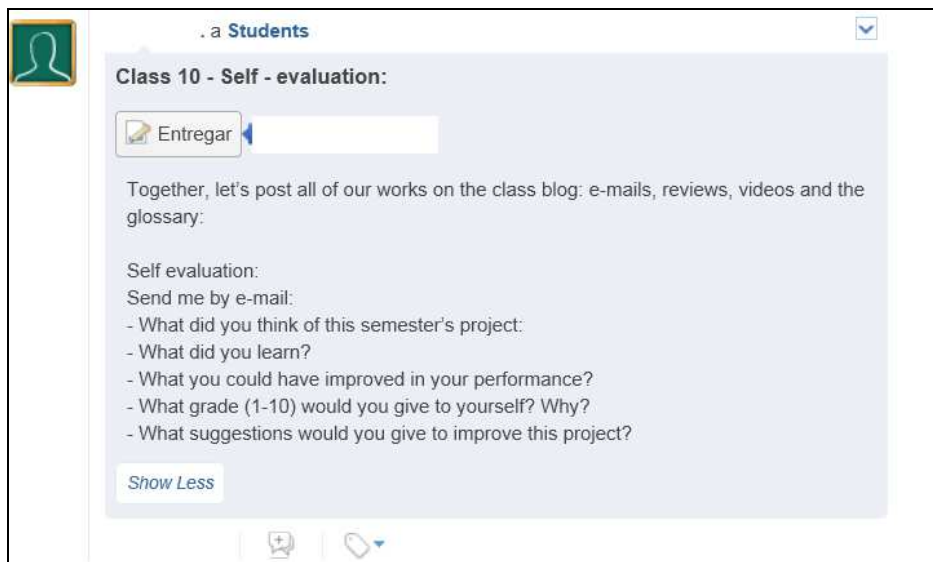 . a Students
Class 10 - Self - evaluation:
Entregar
Together, let's post all of our works on the class blog: e-mails, reviews, videos and the
glossary:
Self evaluation:
Send me by e-mail:
- What did you think of this semester's project:
- What did you learn?
- What you could have improved in your performance?
- What grade (1-10) would you give to yourself? Why?
- What suggestions would you give to improve this project?
Show Less